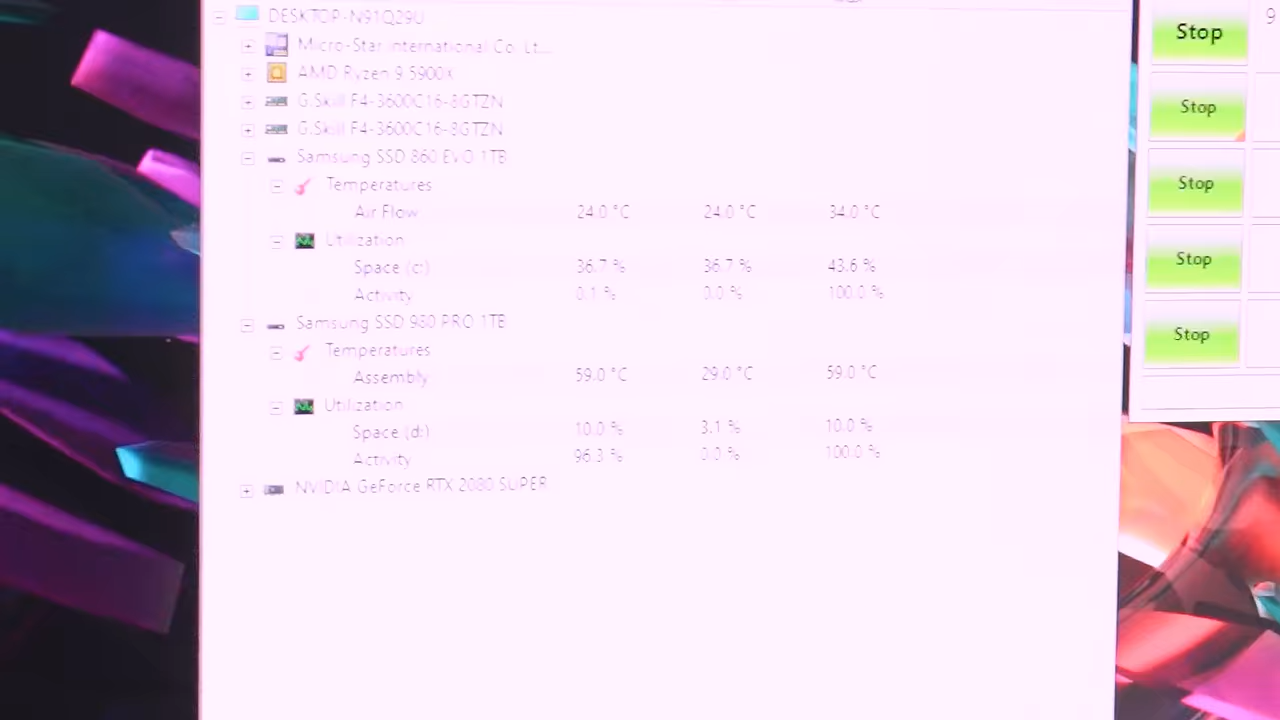 DESKTOP-N91Q29U
Micro-Star International Co. Lt...
AMD Ryzen 9 5900X
G.Skill F4-3600C16-8GTZN
G.Skill F4-3600C16-8GTZN
Samsung SSD 860 EVO 1TB
Temperatures
Air Flow 24.0 °C 24.0 °C 34.0 °C
Utilization
Space (c:) 36.7 % 36.7 % 43.6 %
Activity 0.1 % 0.0 % 100.0 %
Samsung SSD 980 PRO 1TB
Temperatures
Assembly 59.0 °C 29.0 °C 59.0 °C
Utilization
Space (d:) 10.0 % 3.1 % 10.0 %
Activity 96.3 % 0.0 % 100.0 %
NVIDIA GeForce RTX 2080 SUPER
Stop 9
Stop
Stop
Stop
Stop